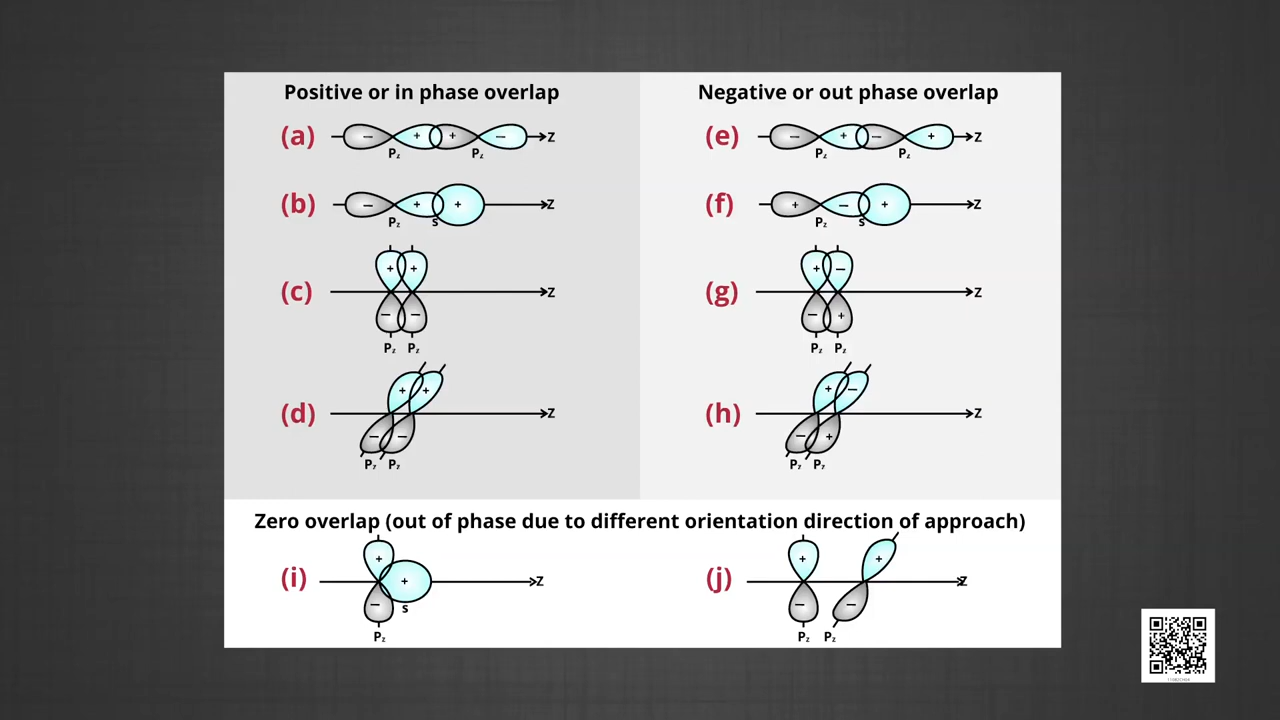 Positive or in phase overlap
(a) − + + − z
Pz Pz
(b) − + + z
Pz s
(c) + + z
− −
Pz Pz
(d) + + z
− −
Pz Pz
Negative or out phase overlap
(e) − + − + z
Pz Pz
(f) + − + z
Pz s
(g) + − z
− +
Pz Pz
(h) + − z
− +
Pz Pz
Zero overlap (out of phase due to different orientation direction of approach)
(i) + + z
− s
Pz
(j) + + z
− −
Pz Pz